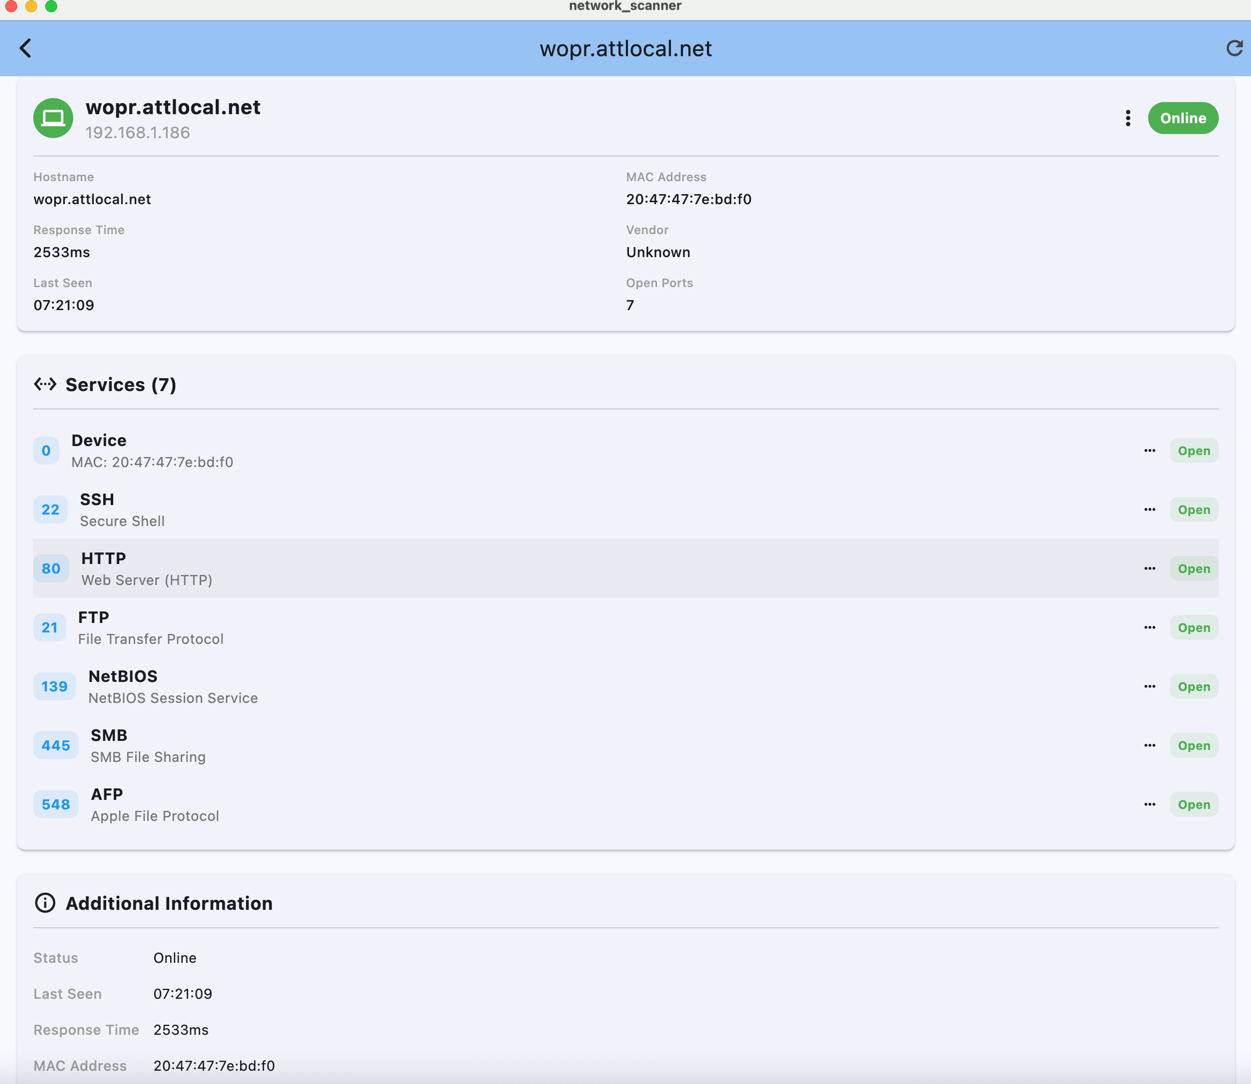 network_scanner
wopr.attlocal.net
wopr.attlocal.net
192.168.1.186
Online
Hostname
wopr.attlocal.net
MAC Address
20:47:47:7e:bd:f0
Response Time
2533ms
Vendor
Unknown
Last Seen
07:21:09
Open Ports
7
Services (7)
0
Device
MAC: 20:47:47:7e:bd:f0
Open
22
SSH
Secure Shell
Open
80
HTTP
Web Server (HTTP)
Open
21
FTP
File Transfer Protocol
Open
139
NetBIOS
NetBIOS Session Service
Open
445
SMB
SMB File Sharing
Open
548
AFP
Apple File Protocol
Open
Additional Information
Status Online
Last Seen 07:21:09
Response Time 2533ms
MAC Address 20:47:47:7e:bd:f0